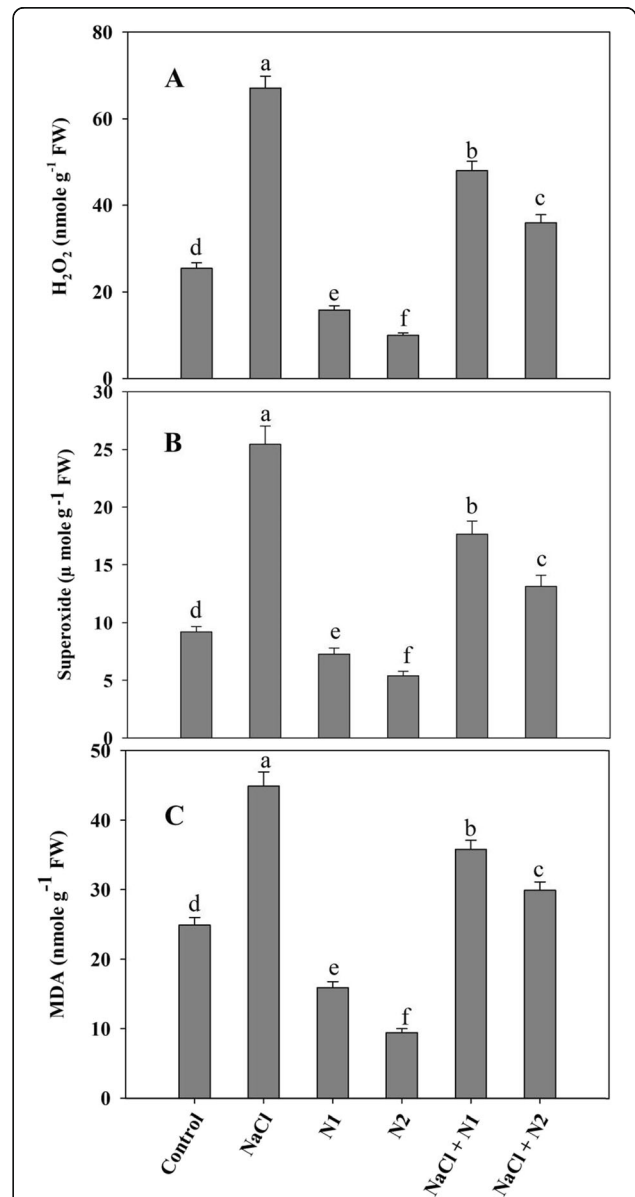 A
H₂O₂ (nmole g⁻¹ FW)
80
60
40
20
0
d
a
e
f
b
c
B
Superoxide (µ mole g⁻¹ FW)
30
25
20
15
10
5
0
d
a
e
f
b
c
C
MDA (nmole g⁻¹ FW)
50
40
30
20
10
0
d
a
e
f
b
c
Control
NaCl
N1
N2
NaCl + N1
NaCl + N2